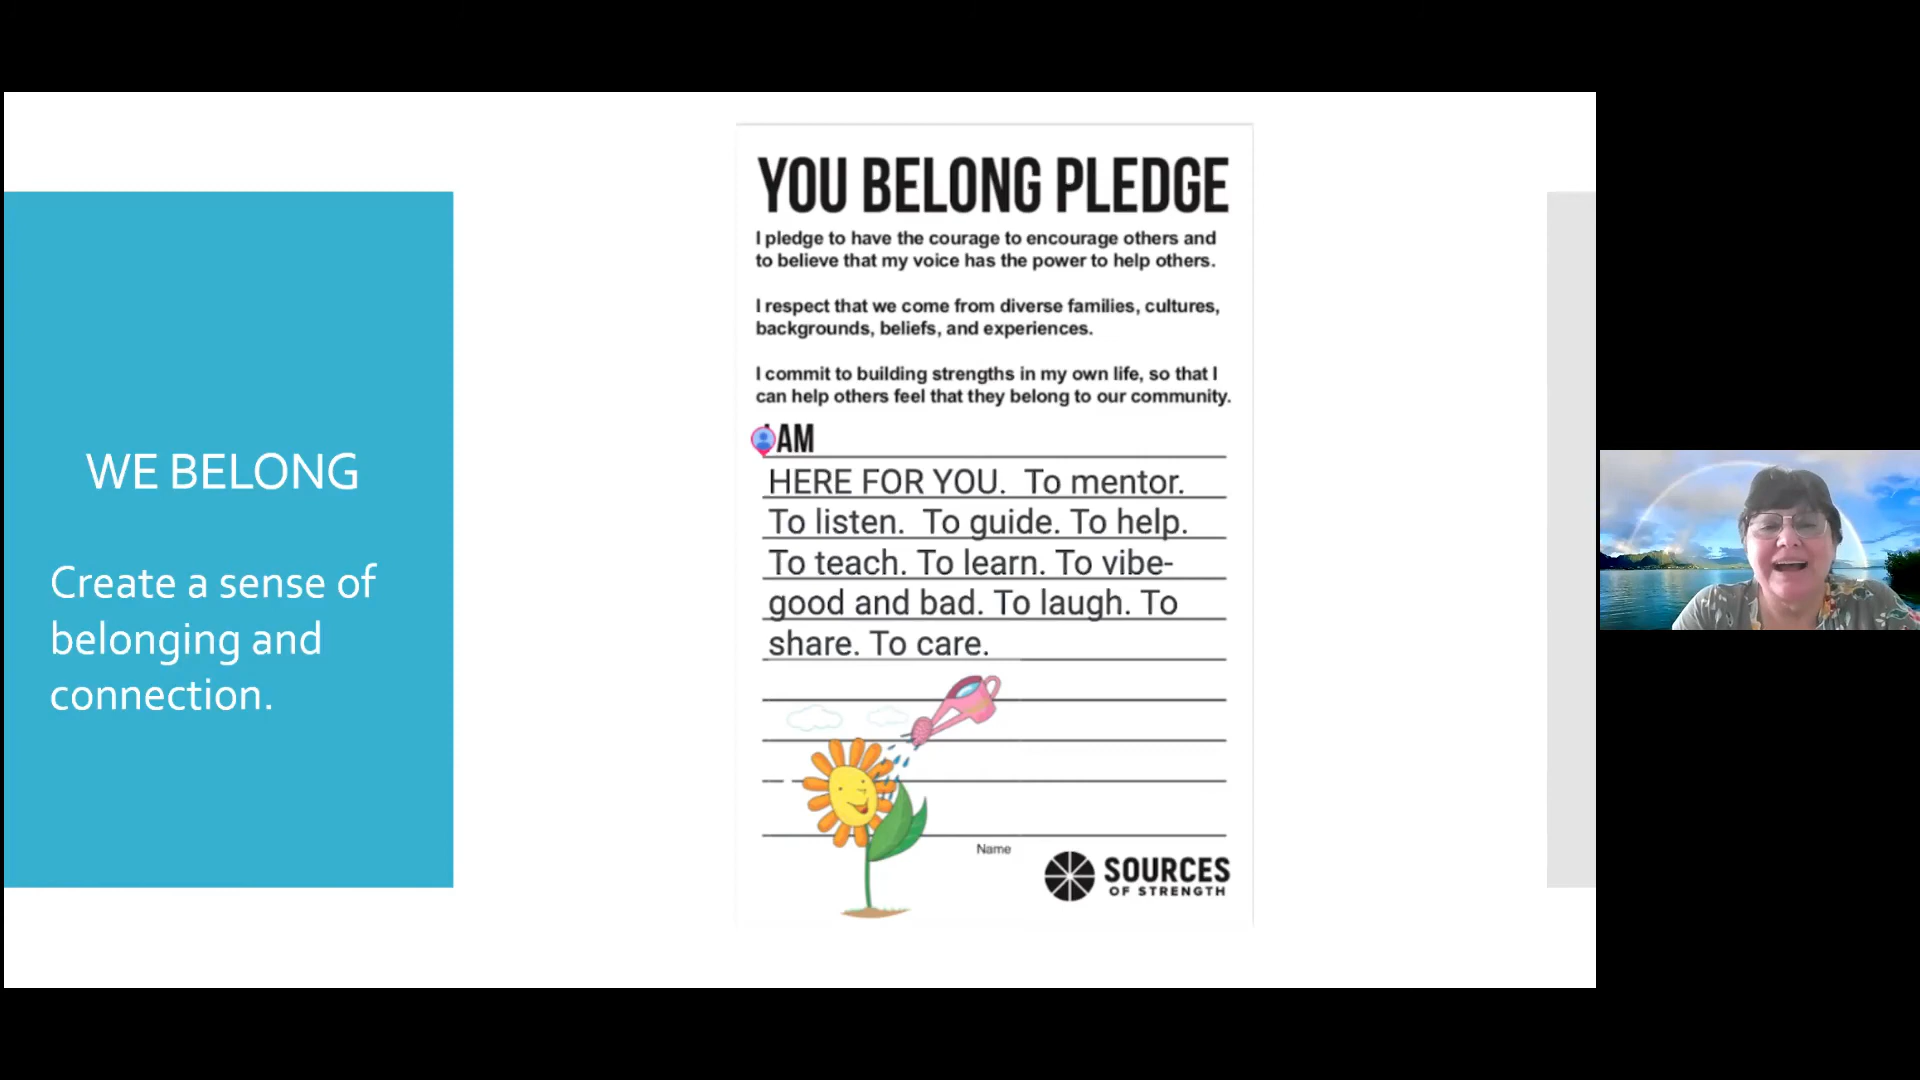 WE BELONG
Create a sense of
belonging and
connection.
YOU BELONG PLEDGE
I pledge to have the courage to encourage others and
to believe that my voice has the power to help others.
I respect that we come from diverse families, cultures,
backgrounds, beliefs, and experiences.
I commit to building strengths in my own life, so that I
can help others feel that they belong to our community.
I AM
HERE FOR YOU.  To mentor.
To listen.  To guide. To help.
To teach. To learn. To vibe-
good and bad. To laugh. To
share. To care.
Name
SOURCES
OF STRENGTH